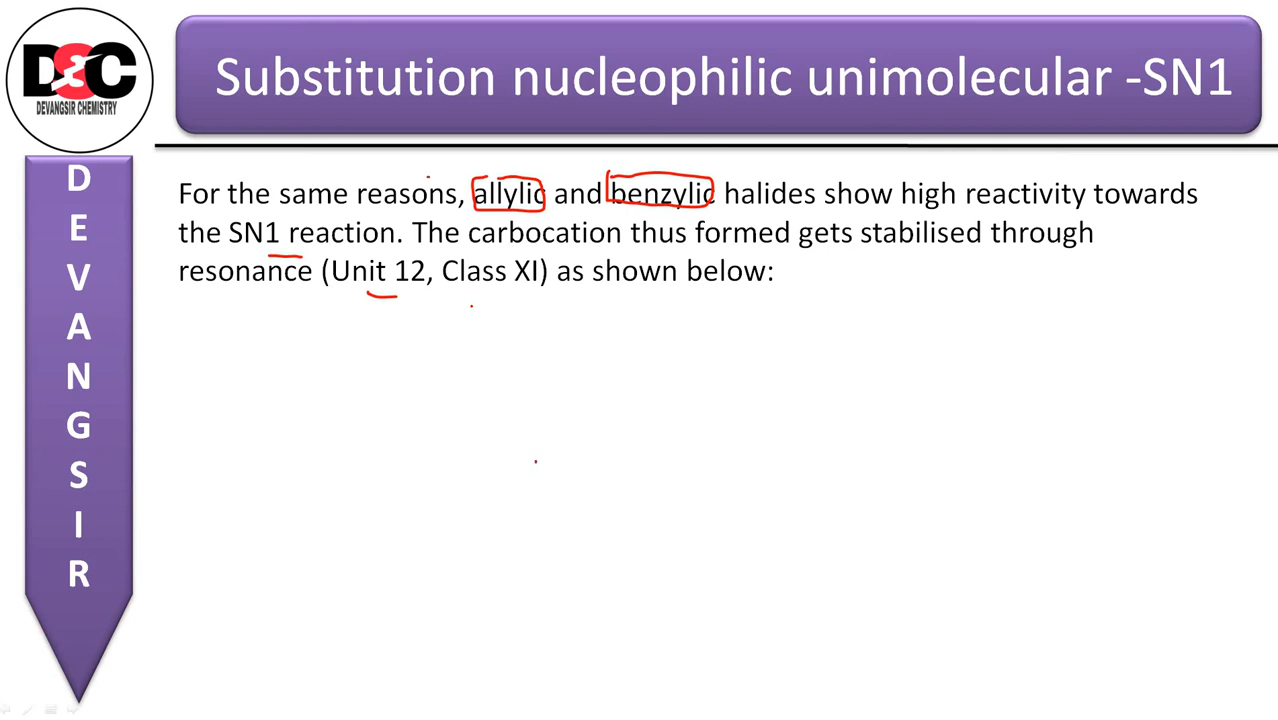 DSC
DEVANGSIR CHEMISTRY
Substitution nucleophilic unimolecular -SN1
D
E
V
A
N
G
S
I
R
For the same reasons, allylic and benzylic halides show high reactivity towards
the SN1 reaction. The carbocation thus formed gets stabilised through
resonance (Unit 12, Class XI) as shown below: